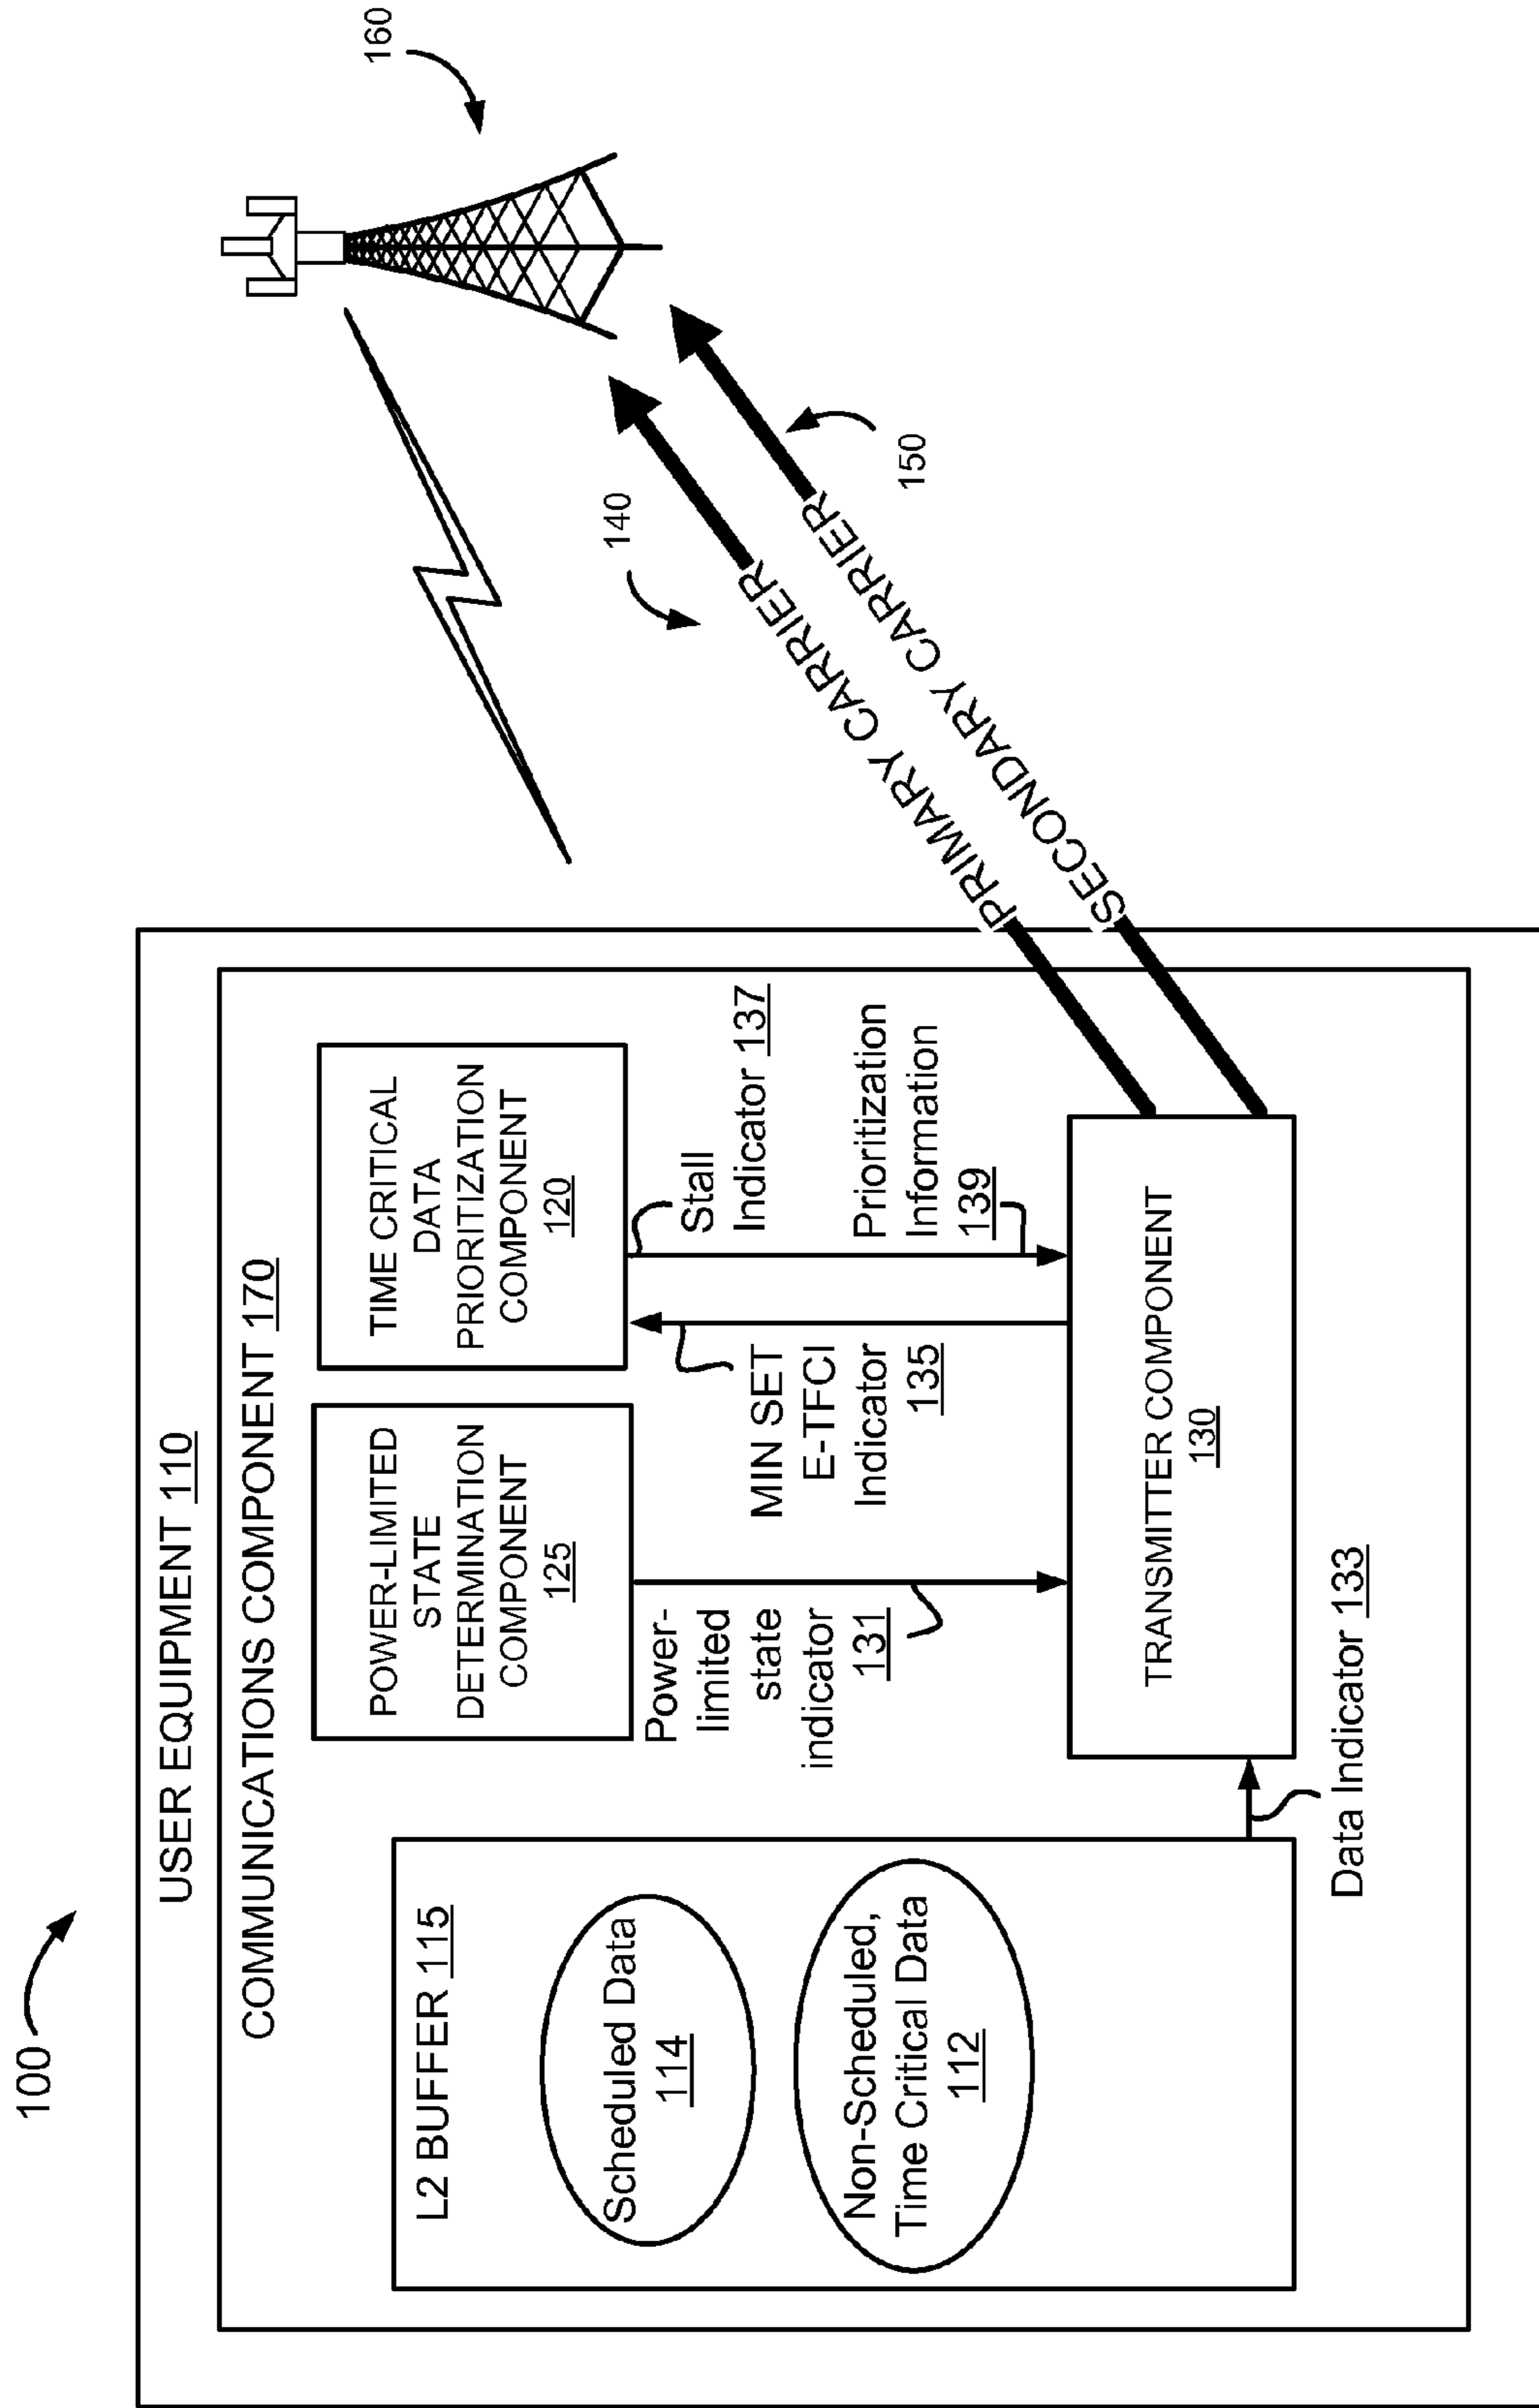 100
USER EQUIPMENT 110
COMMUNICATIONS COMPONENT 170
L2 BUFFER 115
Scheduled Data
114
Non-Scheduled,
Time Critical Data
112
Data Indicator 133
POWER-LIMITED
STATE
DETERMINATION
COMPONENT
125
Power-
limited
state
indicator
131
TIME CRITICAL
DATA
PRIORITIZATION
COMPONENT
120
MIN SET
E-TFCI
Indicator
135
Stall
Indicator 137
Prioritization
Information
139
TRANSMITTER COMPONENT
130
PRIMARY CARRIER
140
SECONDARY CARRIER
150
160